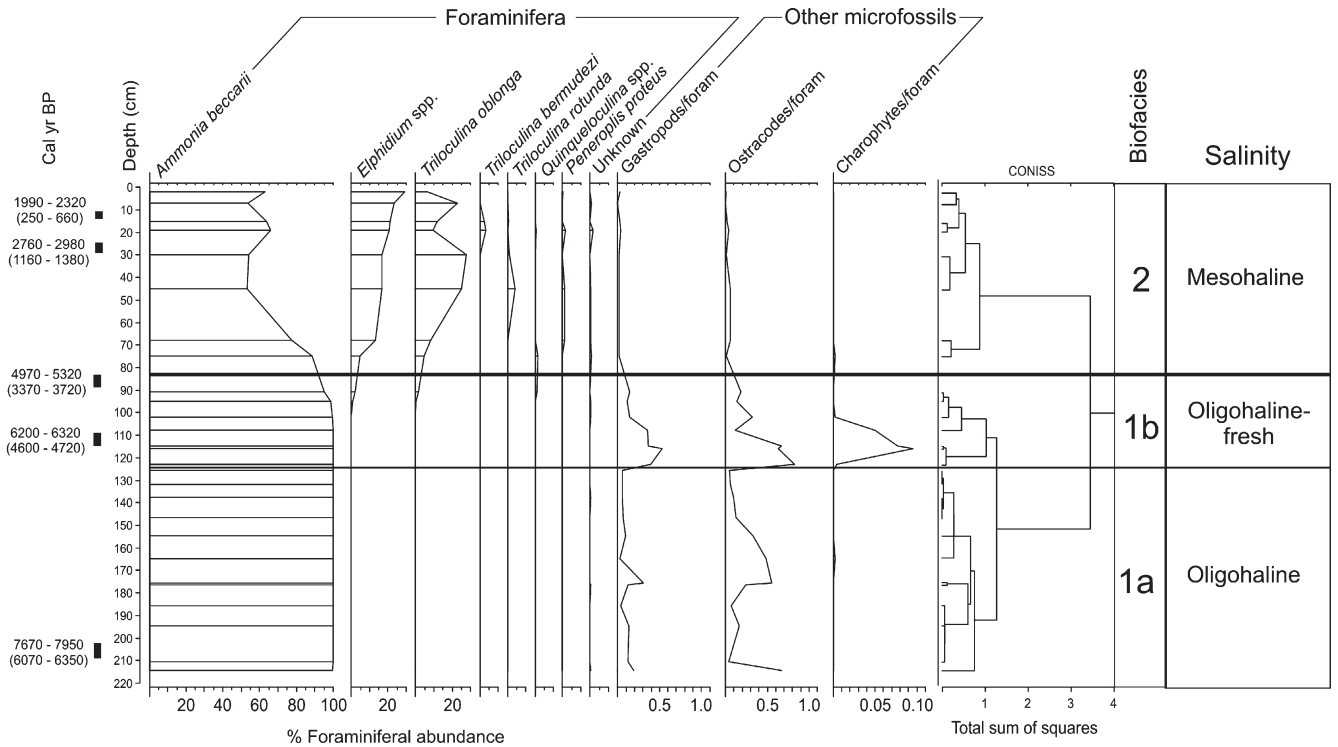 Foraminifera
Other microfossils
Cal yr BP
Depth (cm)
Ammonia beccarii
Elphidium spp.
Triloculina oblonga
Triloculina bermudezi
Triloculina rotunda
Quinqueloculina spp.
Peneroplis proteus
Unknown
Gastropods/foram
Ostracodes/foram
Charophytes/foram
CONISS
Biofacies
Salinity
0
10
20
30
40
50
60
70
80
90
100
110
120
130
140
150
160
170
180
190
200
210
220
1990 - 2320
(250 - 660)
2760 - 2980
(1160 - 1380)
4970 - 5320
(3370 - 3720)
6200 - 6320
(4600 - 4720)
7670 - 7950
(6070 - 6350)
2
Mesohaline
1b
Oligohaline-
fresh
1a
Oligohaline
20 40 60 80 100
20
20
0.5 1.0
0.5 1.0
0.05 0.10
1 2 3 4
% Foraminiferal abundance
Total sum of squares